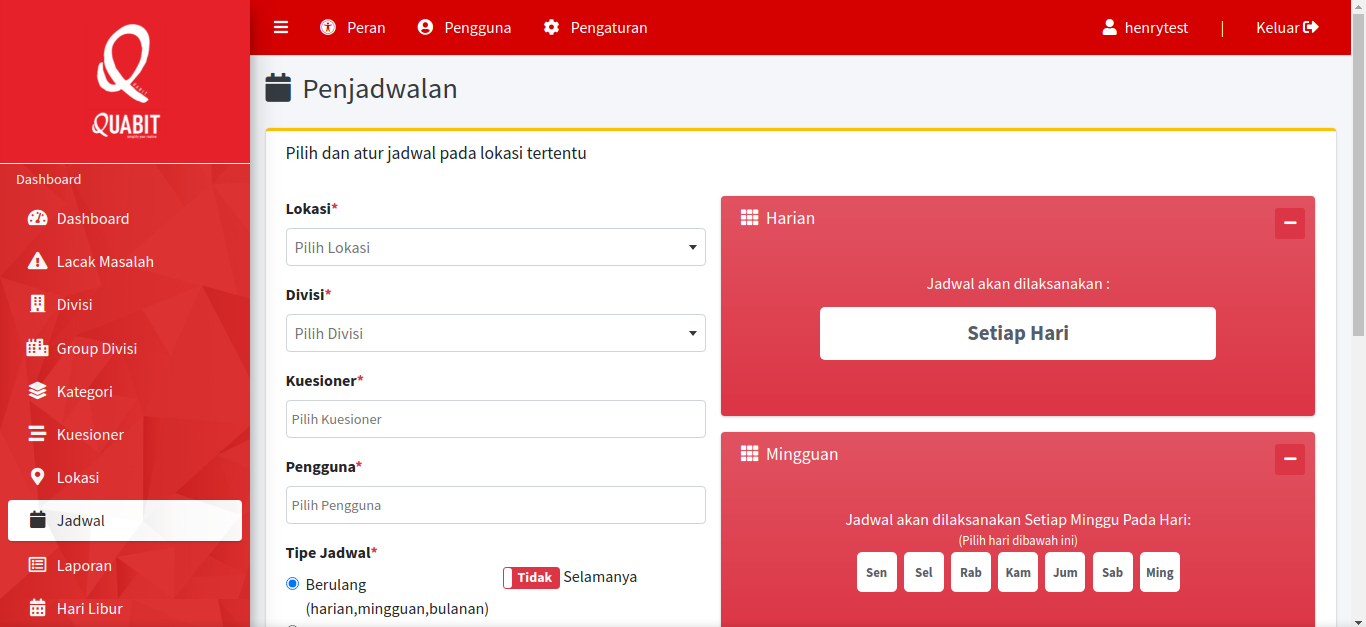 QUABIT
Dashboard
Dashboard
Lacak Masalah
Divisi
Group Divisi
Kategori
Kuesioner
Lokasi
Jadwal
Laporan
Hari Libur
Peran
Pengguna
Pengaturan
henrytest
|
Keluar
Penjadwalan
Pilih dan atur jadwal pada lokasi tertentu
Lokasi*
Pilih Lokasi
Divisi*
Pilih Divisi
Kuesioner*
Pilih Kuesioner
Pengguna*
Pilih Pengguna
Tipe Jadwal*
Berulang
(harian,mingguan,bulanan)
Tidak Selamanya
Harian
Jadwal akan dilaksanakan :
Setiap Hari
Mingguan
Jadwal akan dilaksanakan Setiap Minggu Pada Hari:
(Pilih hari dibawah ini)
Sen Sel Rab Kam Jum Sab Ming